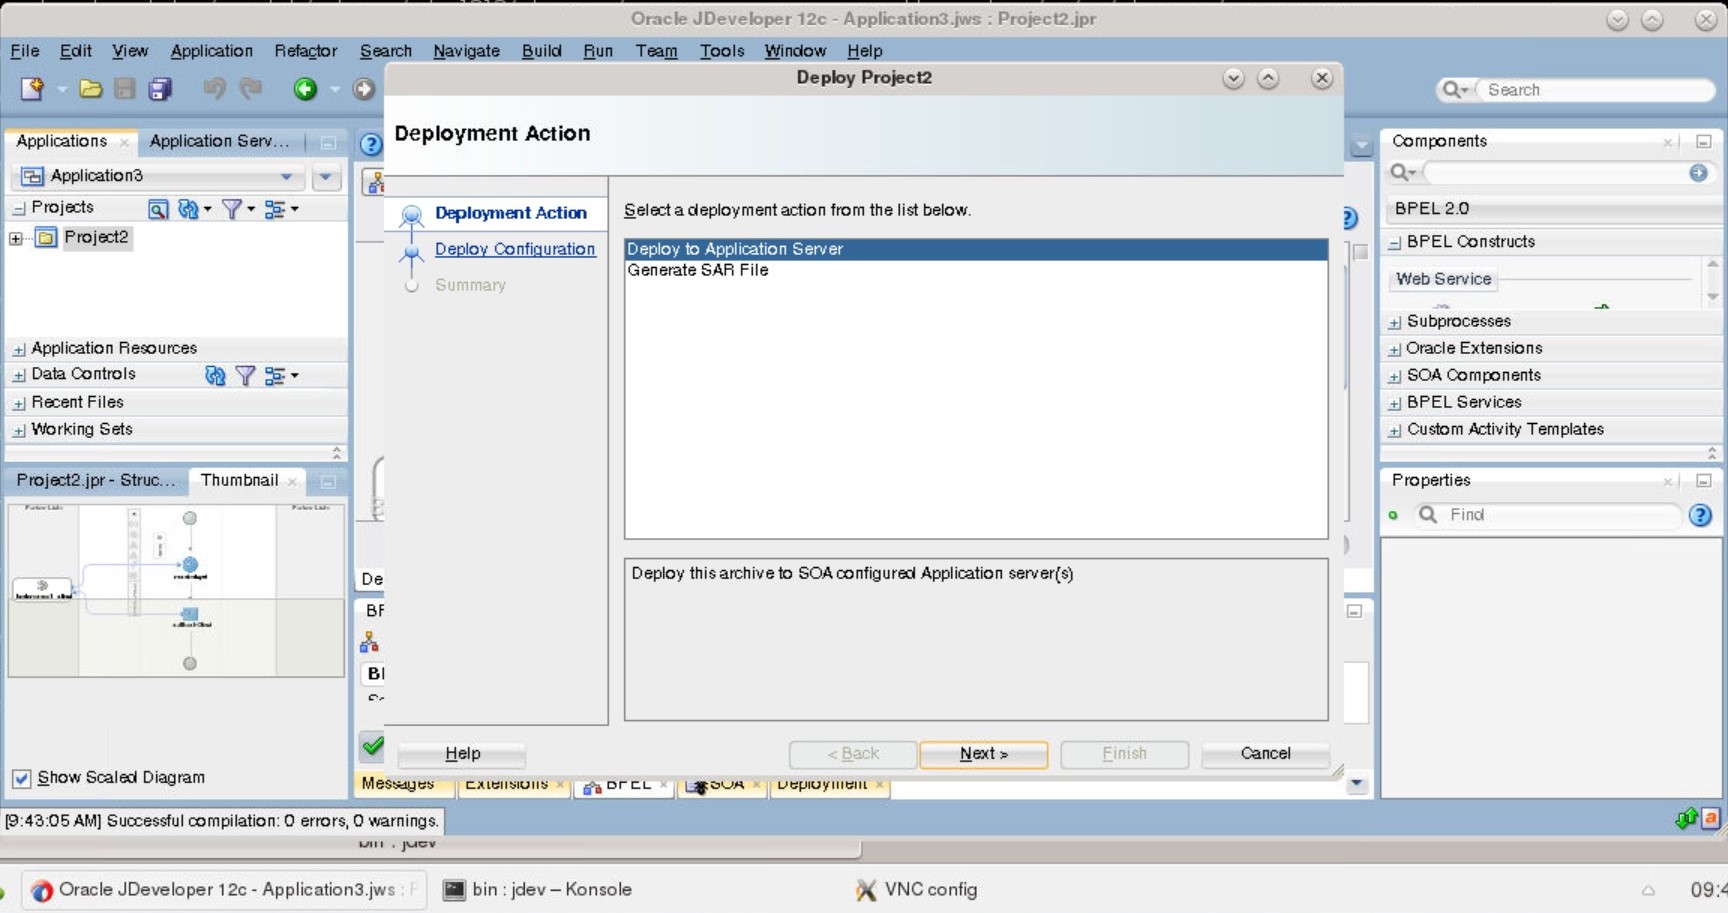 Oracle JDeveloper 12c - Application3.jws : Project2.jpr
File Edit View Application Refactor Search Navigate Build Run Team Tools Window Help
Deploy Project2
Search
Deployment Action
Applications
Application Serv...
Application3
Projects
Project2
Application Resources
Data Controls
Recent Files
Working Sets
Project2.jpr - Struc...
Thumbnail
Show Scaled Diagram
Deployment Action
Deploy Configuration
Summary
Select a deployment action from the list below.
Deploy to Application Server
Generate SAR File
Deploy this archive to SOA configured Application server(s)
Help
< Back
Next >
Finish
Cancel
Messages
Extensions
BPEL
SOA
Deployment
Components
BPEL 2.0
BPEL Constructs
Web Service
Subprocesses
Oracle Extensions
SOA Components
BPEL Services
Custom Activity Templates
Properties
Find
[9:43:05 AM] Successful compilation: 0 errors, 0 warnings.
bin : jdev
Oracle JDeveloper 12c - Application3.jws :
bin : jdev – Konsole
VNC config
09:4